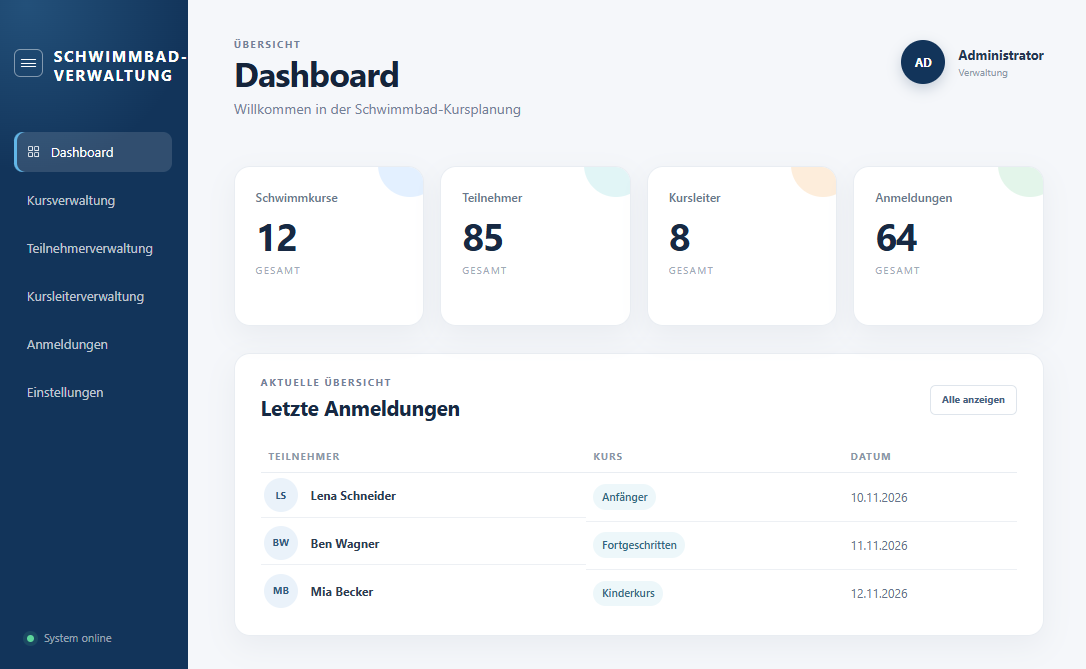 SCHWIMMBAD-
VERWALTUNG
Dashboard
Kursverwaltung
Teilnehmerverwaltung
Kursleiterverwaltung
Anmeldungen
Einstellungen
System online
ÜBERSICHT
Dashboard
Willkommen in der Schwimmbad-Kursplanung
AD
Administrator
Verwaltung
Schwimmkurse
12
GESAMT
Teilnehmer
85
GESAMT
Kursleiter
8
GESAMT
Anmeldungen
64
GESAMT
AKTUELLE ÜBERSICHT
Letzte Anmeldungen
Alle anzeigen
TEILNEHMER KURS DATUM
LS Lena Schneider Anfänger 10.11.2026
BW Ben Wagner Fortgeschritten 11.11.2026
MB Mia Becker Kinderkurs 12.11.2026